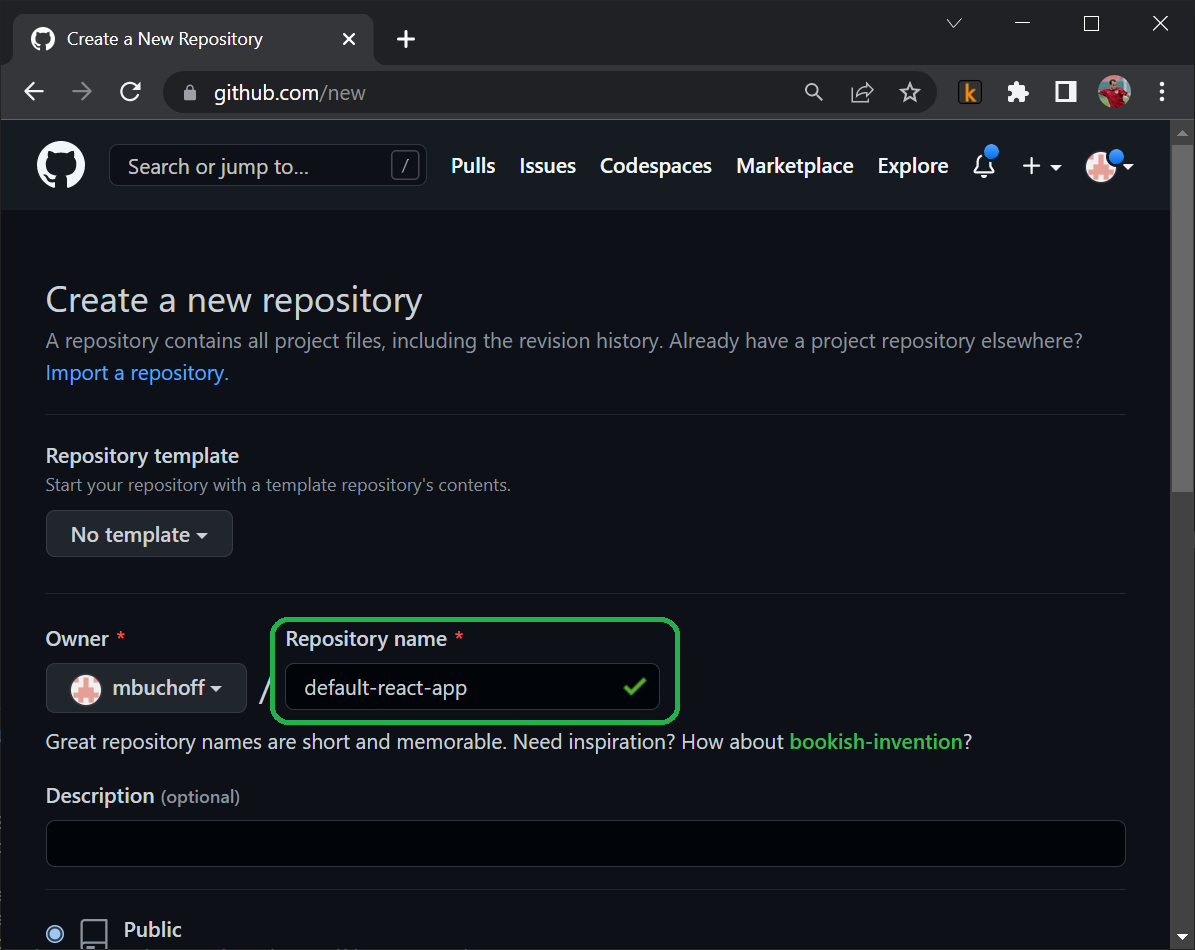 Create a New Repository
github.com/new
k
Search or jump to... /
Pulls Issues Codespaces Marketplace Explore
Create a new repository
A repository contains all project files, including the revision history. Already have a project repository elsewhere?
Import a repository.
Repository template
Start your repository with a template repository's contents.
No template
Owner * Repository name *
mbuchoff / default-react-app
Great repository names are short and memorable. Need inspiration? How about bookish-invention?
Description (optional)
Public